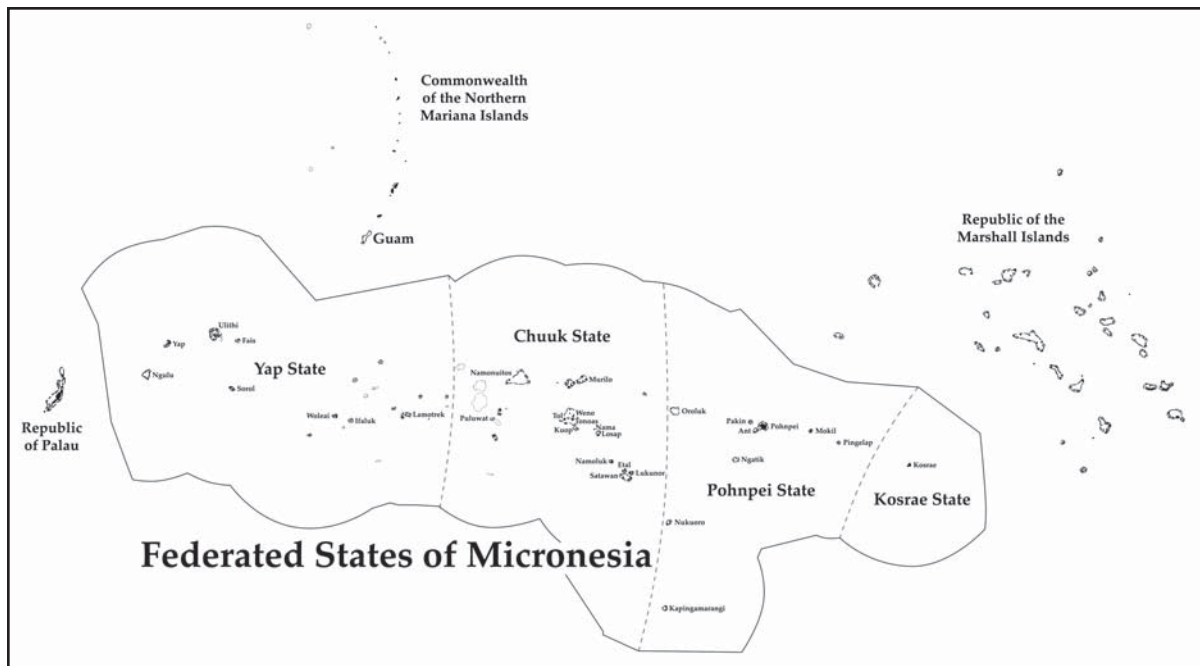 Commonwealth
of the Northern
Mariana Islands
Guam
Republic of the
Marshall Islands
Republic
of Palau
Yap State
Ulithi
Yap
Fais
Ngulu
Sorol
Woleai
Ifaluk
Lamotrek
Chuuk State
Namonuitos
Murilo
Puluwat
Weno
Tol
Tonoas
Kuop
Nama
Losap
Namoluk
Etal
Satawan
Lukunor
Pohnpei State
Oroluk
Pakin
Ant
Pohnpei
Mokil
Pingelap
Ngatik
Nukuoro
Kapingamarangi
Kosrae State
Kosrae
Federated States of Micronesia